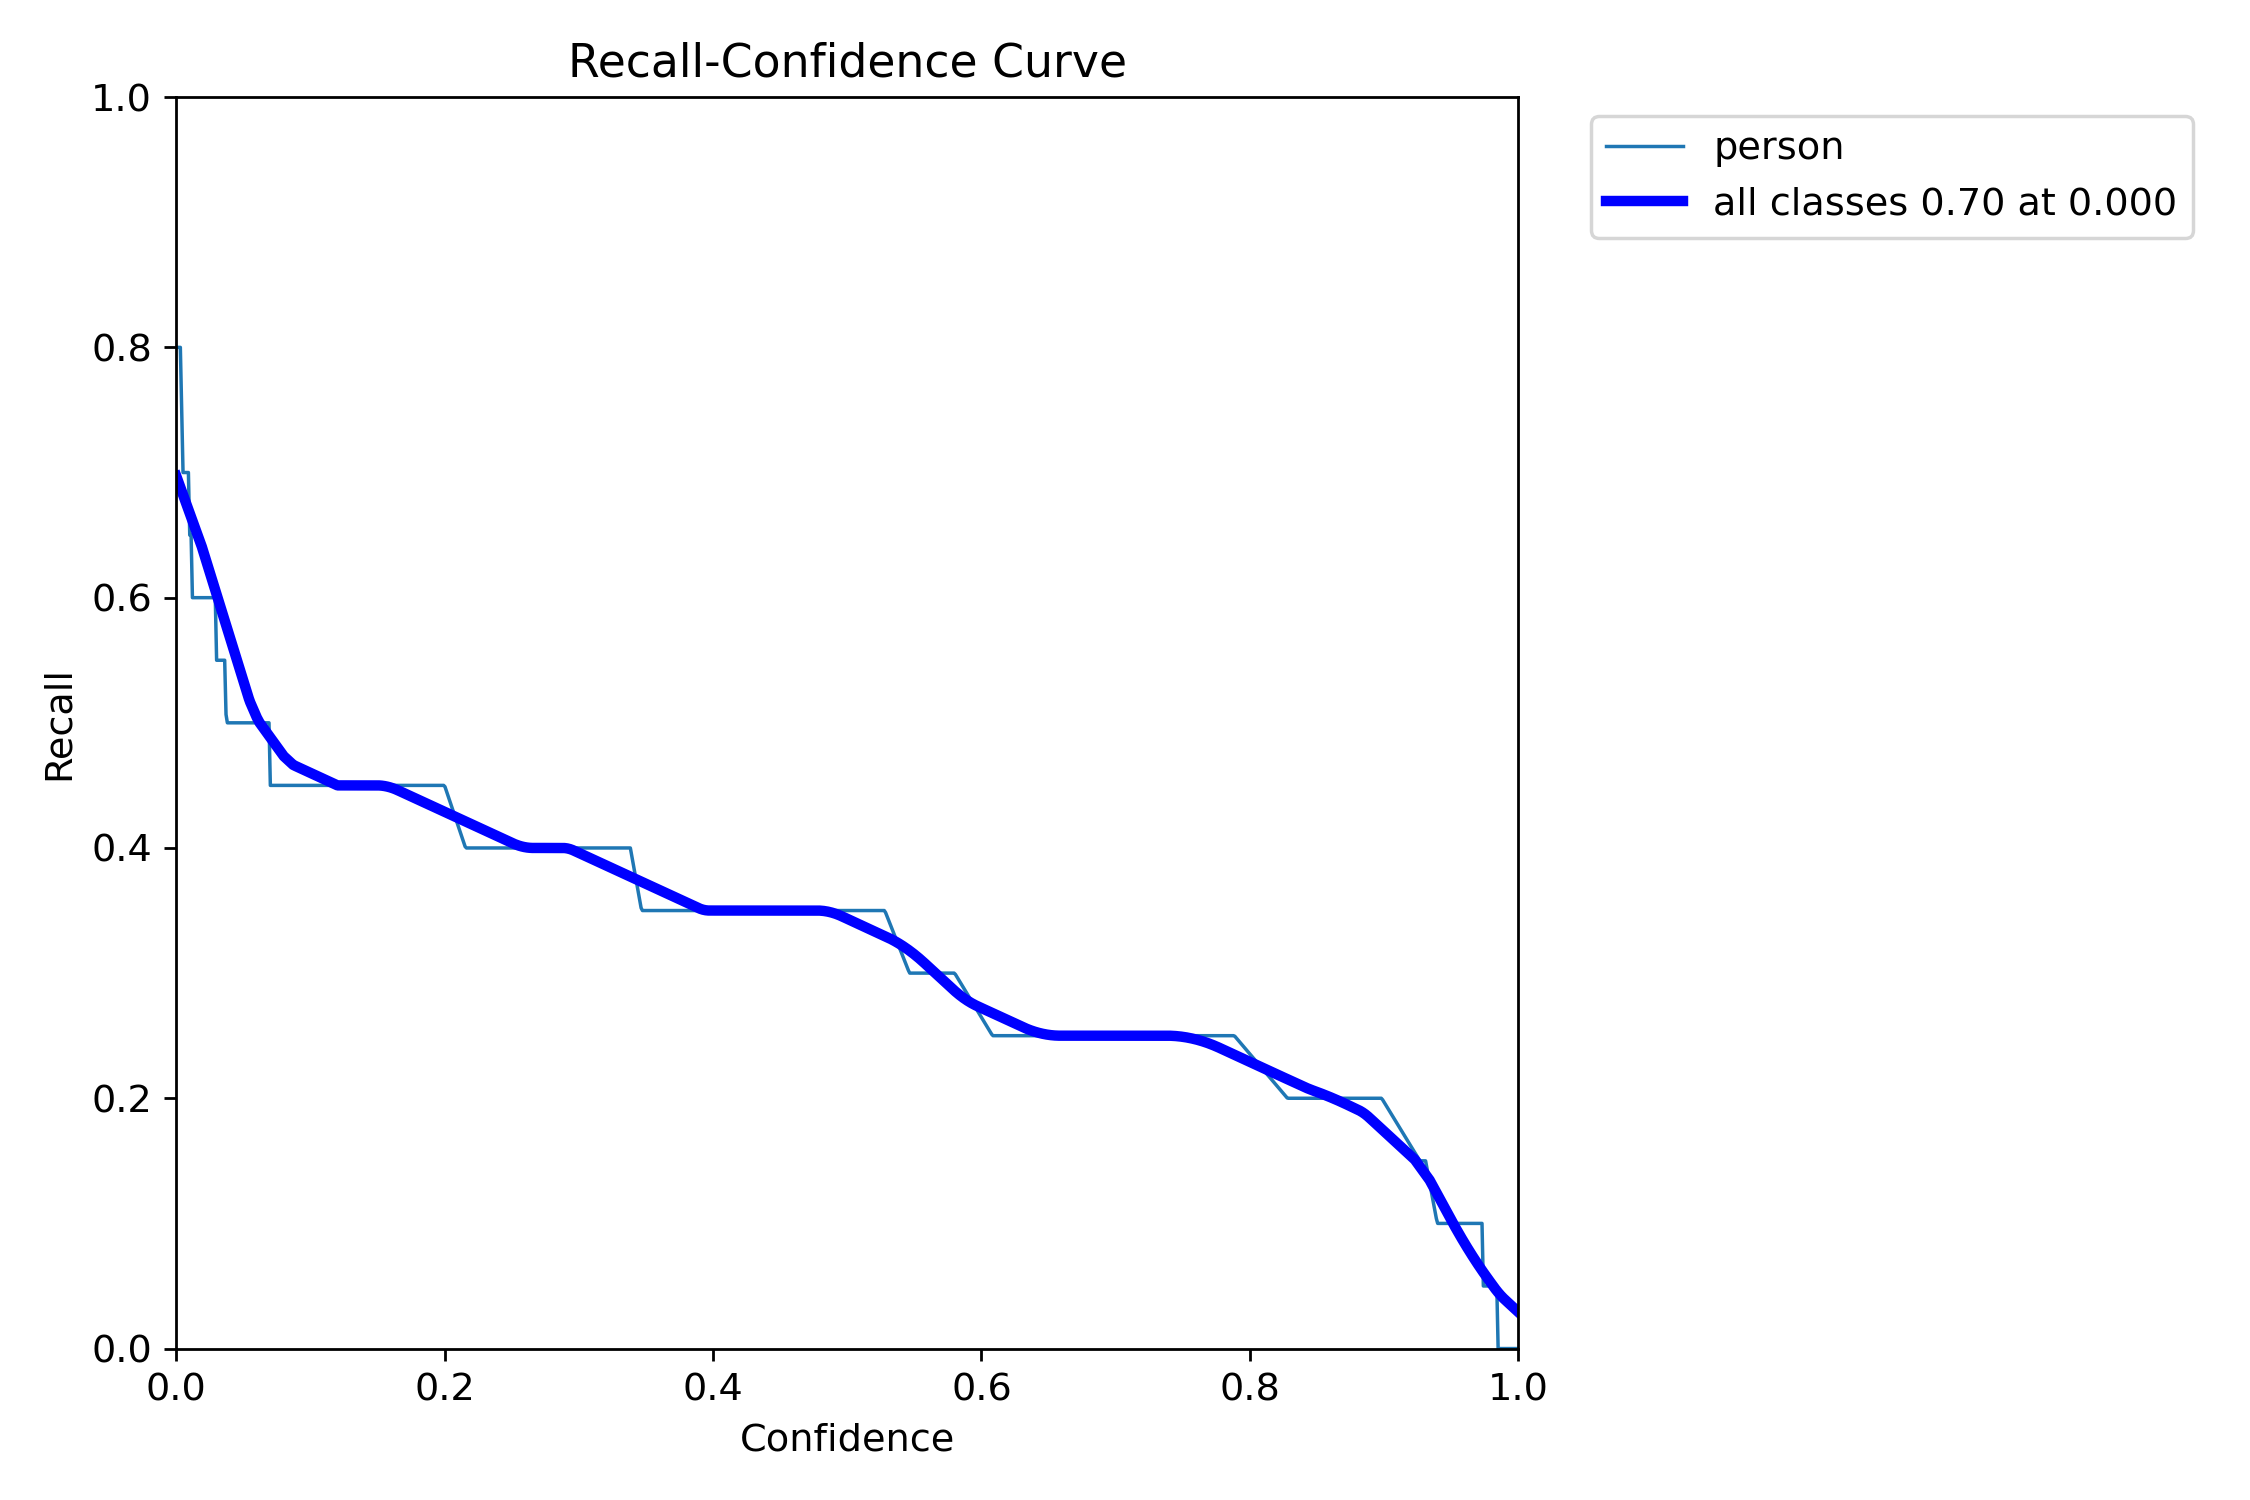 Recall-Confidence Curve
1.0
0.8
0.6
0.4
0.2
0.0
Recall
0.0 0.2 0.4 0.6 0.8 1.0
Confidence
person
all classes 0.70 at 0.000